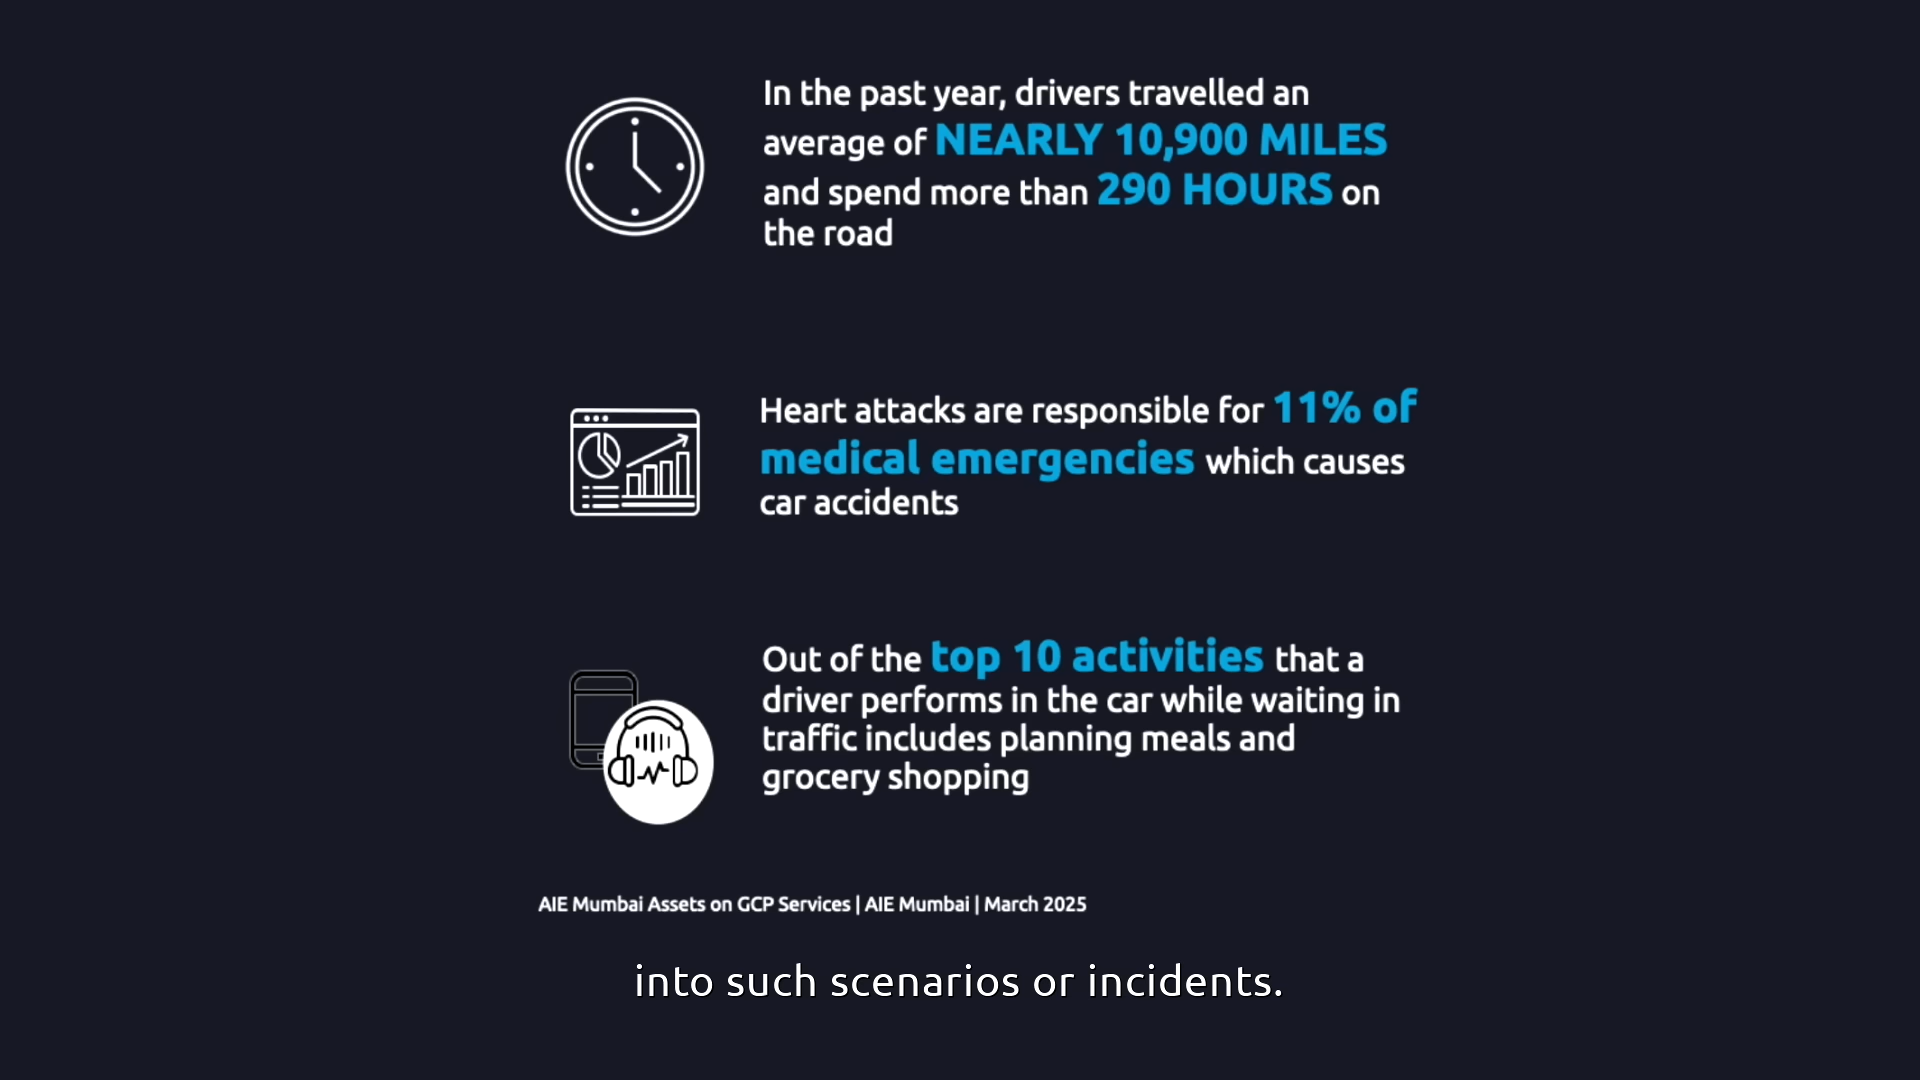 In the past year, drivers travelled an
average of NEARLY 10,900 MILES
and spend more than 290 HOURS on
the road
Heart attacks are responsible for 11% of
medical emergencies which causes
car accidents
Out of the top 10 activities that a
driver performs in the car while waiting in
traffic includes planning meals and
grocery shopping
AIE Mumbai Assets on GCP Services | AIE Mumbai | March 2025
into such scenarios or incidents.